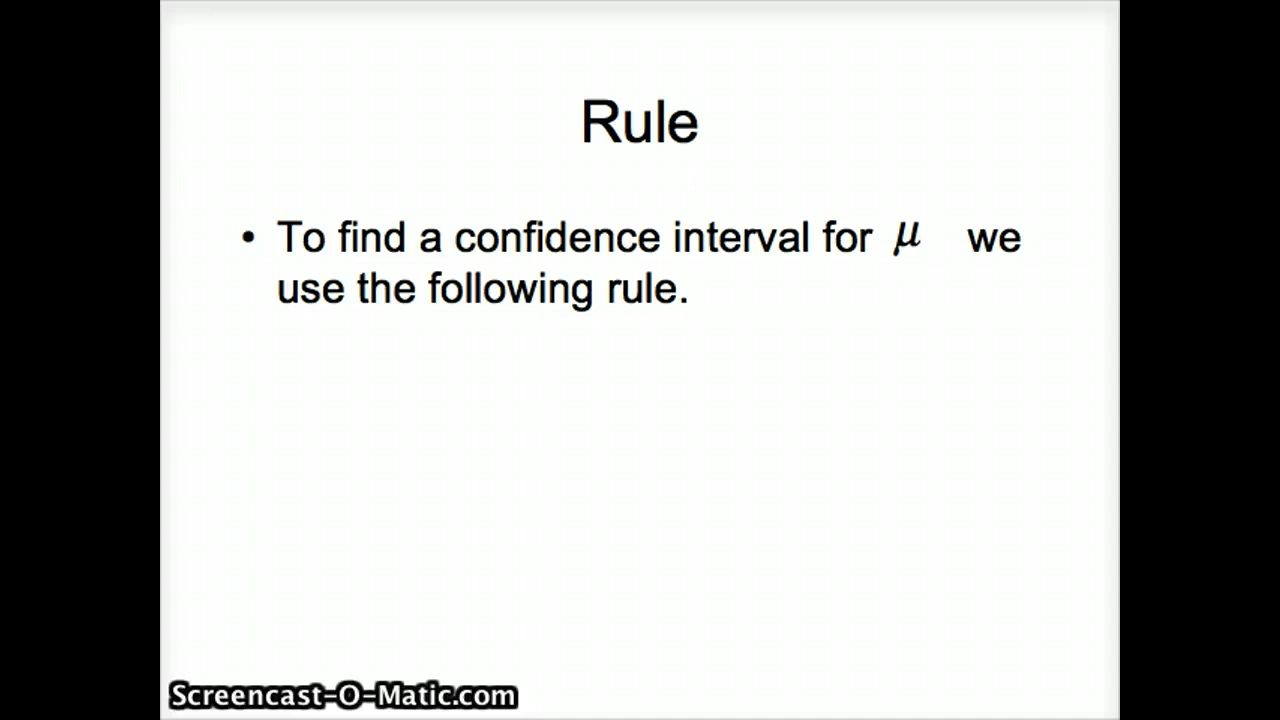 Rule
• To find a confidence interval for μ we
use the following rule.
Screencast-O-Matic.com